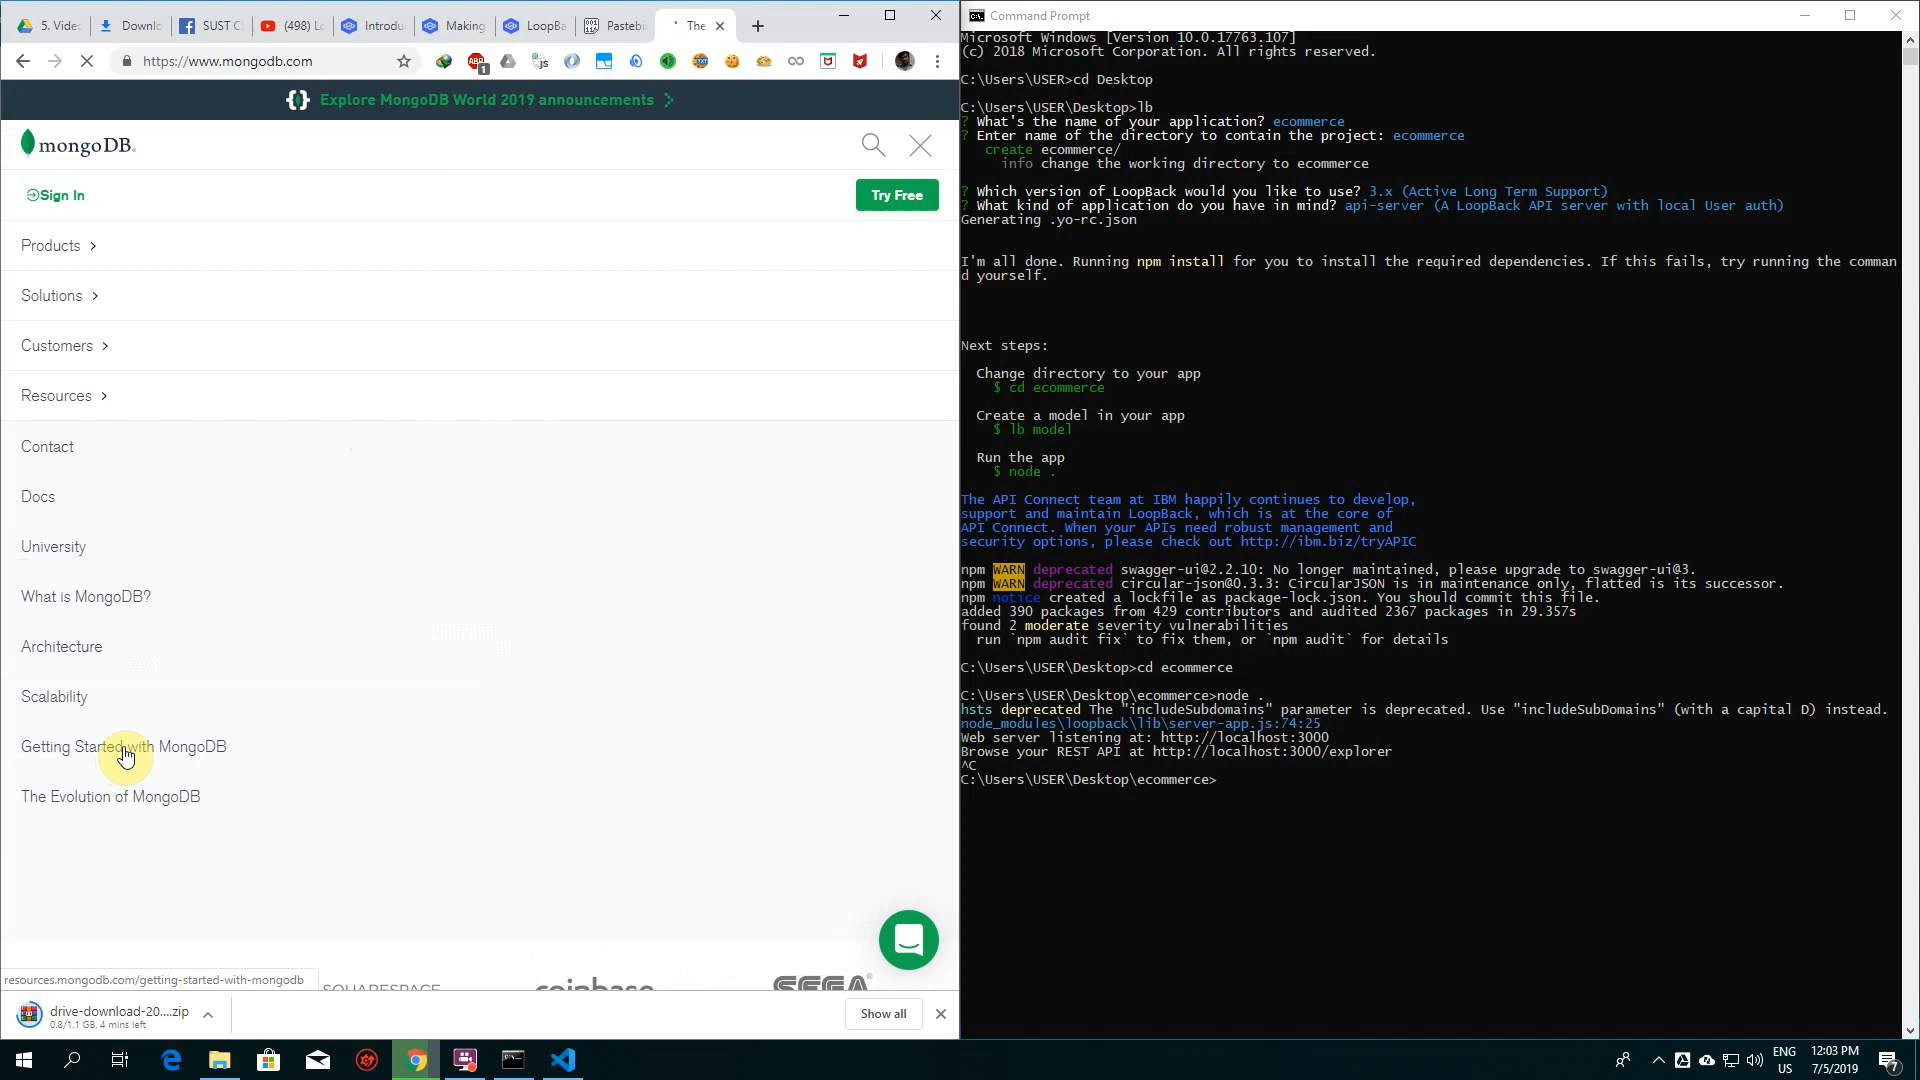 5. Vide
Downlo
SUST C
(498) Lo
Introdu
Making
LoopBa
Pastebi
The
https://www.mongodb.com
1
Explore MongoDB World 2019 announcements
mongoDB.
Sign In
Try Free
Products
Solutions
Customers
Resources
Contact
Docs
University
What is MongoDB?
Architecture
Scalability
Getting Started with MongoDB
The Evolution of MongoDB
resources.mongodb.com/getting-started-with-mongodb
SQUARESPACE
coinbase
SEGA
drive-download-20....zip
0.8/1.1 GB, 4 mins left
Show all
Command Prompt
Microsoft Windows [Version 10.0.17763.107]
(c) 2018 Microsoft Corporation. All rights reserved.
C:\Users\USER>cd Desktop
C:\Users\USER\Desktop>lb
? What's the name of your application? ecommerce
? Enter name of the directory to contain the project: ecommerce
create ecommerce/
info change the working directory to ecommerce
? Which version of LoopBack would you like to use? 3.x (Active Long Term Support)
? What kind of application do you have in mind? api-server (A LoopBack API server with local User auth)
Generating .yo-rc.json
I'm all done. Running npm install for you to install the required dependencies. If this fails, try running the comman
d yourself.
Next steps:
Change directory to your app
$ cd ecommerce
Create a model in your app
$ lb model
Run the app
$ node .
The API Connect team at IBM happily continues to develop,
support and maintain LoopBack, which is at the core of
API Connect. When your APIs need robust management and
security options, please check out http://ibm.biz/tryAPIC
npm WARN deprecated swagger-ui@2.2.10: No longer maintained, please upgrade to swagger-ui@3.
npm WARN deprecated circular-json@0.3.3: CircularJSON is in maintenance only, flatted is its successor.
npm notice created a lockfile as package-lock.json. You should commit this file.
added 390 packages from 429 contributors and audited 2367 packages in 29.357s
found 2 moderate severity vulnerabilities
run `npm audit fix` to fix them, or `npm audit` for details
C:\Users\USER\Desktop>cd ecommerce
C:\Users\USER\Desktop\ecommerce>node .
hsts deprecated The "includeSubdomains" parameter is deprecated. Use "includeSubDomains" (with a capital D) instead.
node_modules\loopback\lib\server-app.js:74:25
Web server listening at: http://localhost:3000
Browse your REST API at http://localhost:3000/explorer
^C
C:\Users\USER\Desktop\ecommerce>
ENG
US
12:03 PM
7/5/2019
7